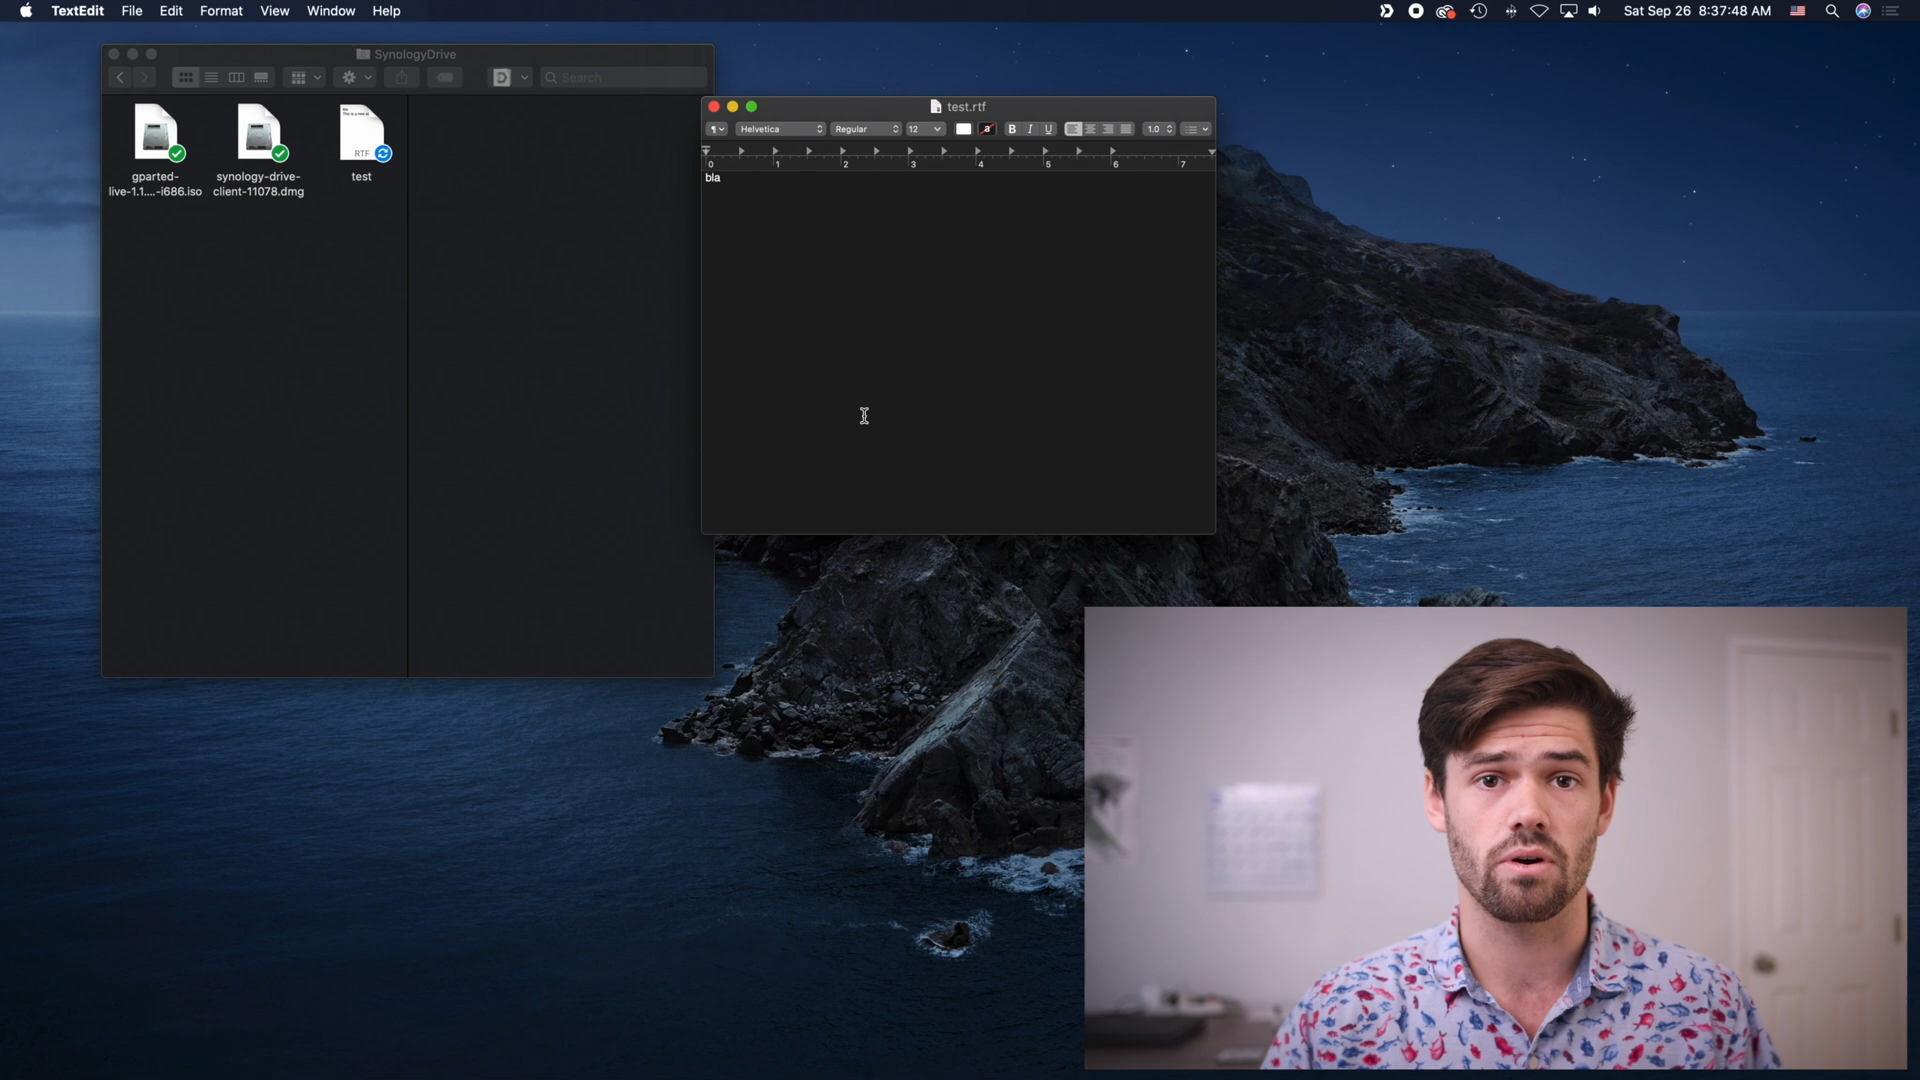 TextEdit File Edit Format View Window Help
Sat Sep 26 8:37:48 AM
SynologyDrive
Search
gparted-
live-1.1....-i686.iso
synology-drive-
client-11078.dmg
RTF
test
test.rtf
Helvetica Regular 12 a B I U 1.0
0 1 2 3 4 5 6 7
bla